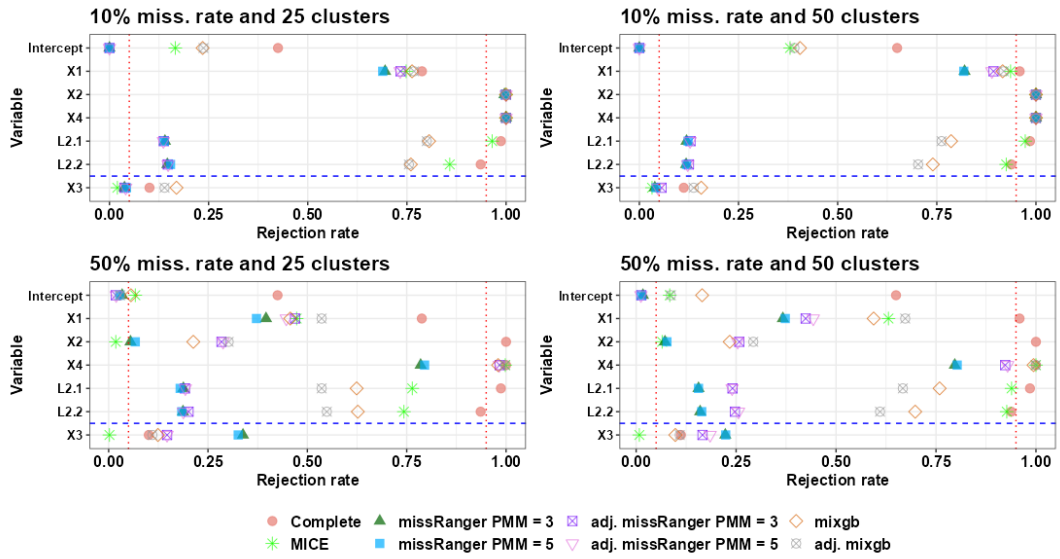 10% miss. rate and 25 clusters
Variable
Intercept
X1
X2
X4
L2.1
L2.2
X3
0.00 0.25 0.50 0.75 1.00
Rejection rate
10% miss. rate and 50 clusters
Variable
Intercept
X1
X2
X4
L2.1
L2.2
X3
0.00 0.25 0.50 0.75 1.00
Rejection rate
50% miss. rate and 25 clusters
Variable
Intercept
X1
X2
X4
L2.1
L2.2
X3
0.00 0.25 0.50 0.75 1.00
Rejection rate
50% miss. rate and 50 clusters
Variable
Intercept
X1
X2
X4
L2.1
L2.2
X3
0.00 0.25 0.50 0.75 1.00
Rejection rate
Complete missRanger PMM = 3 adj. missRanger PMM = 3 mixgb
MICE missRanger PMM = 5 adj. missRanger PMM = 5 adj. mixgb